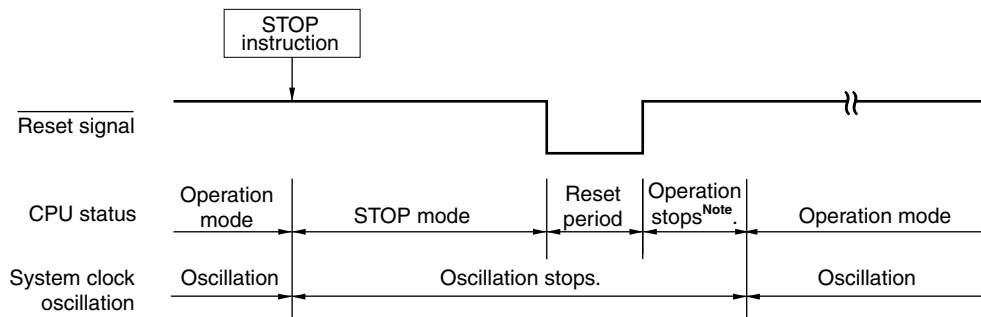 STOP
instruction
Reset signal
CPU status
Operation
mode
STOP mode
Reset
period
Operation
stopsNote.
Operation mode
System clock
oscillation
Oscillation
Oscillation stops.
Oscillation